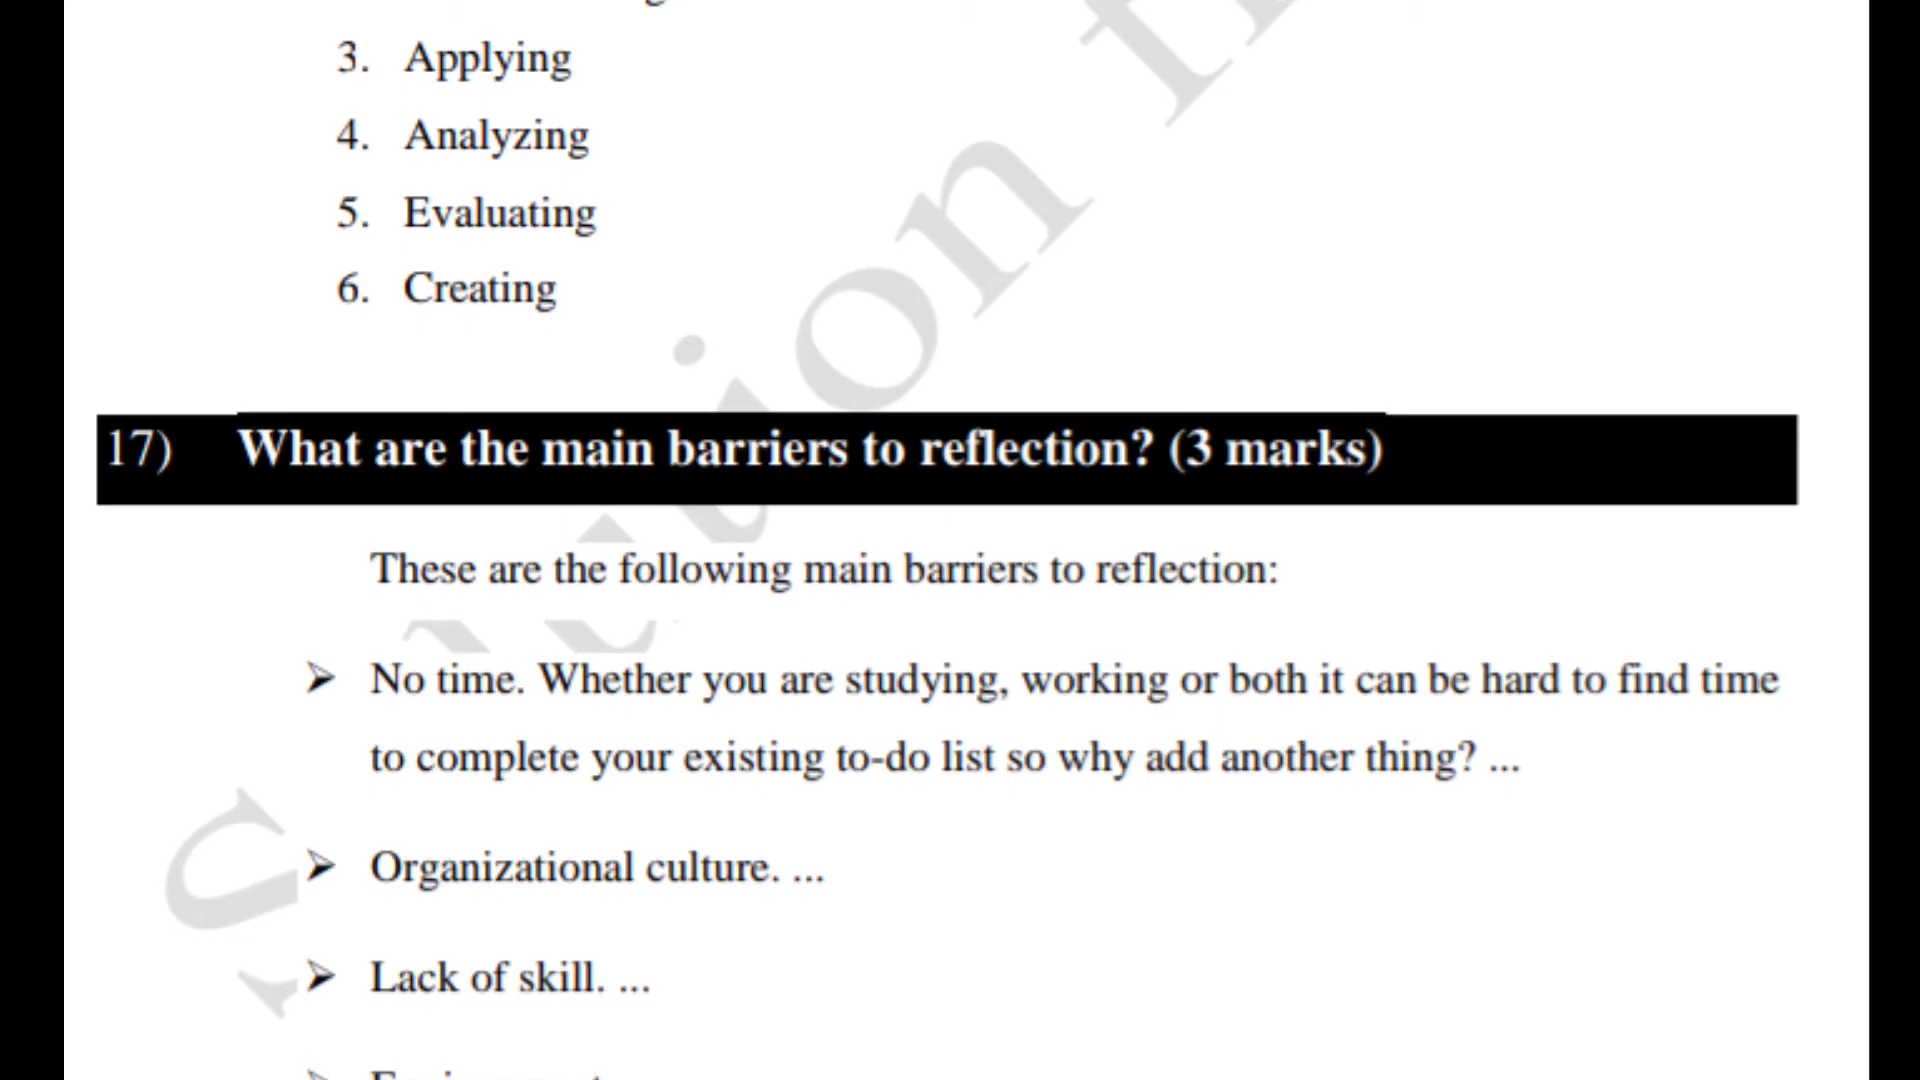 3. Applying
4. Analyzing
5. Evaluating
6. Creating
17) What are the main barriers to reflection? (3 marks)
These are the following main barriers to reflection:
➢ No time. Whether you are studying, working or both it can be hard to find time
to complete your existing to-do list so why add another thing? ...
➢ Organizational culture. ...
➢ Lack of skill. ...